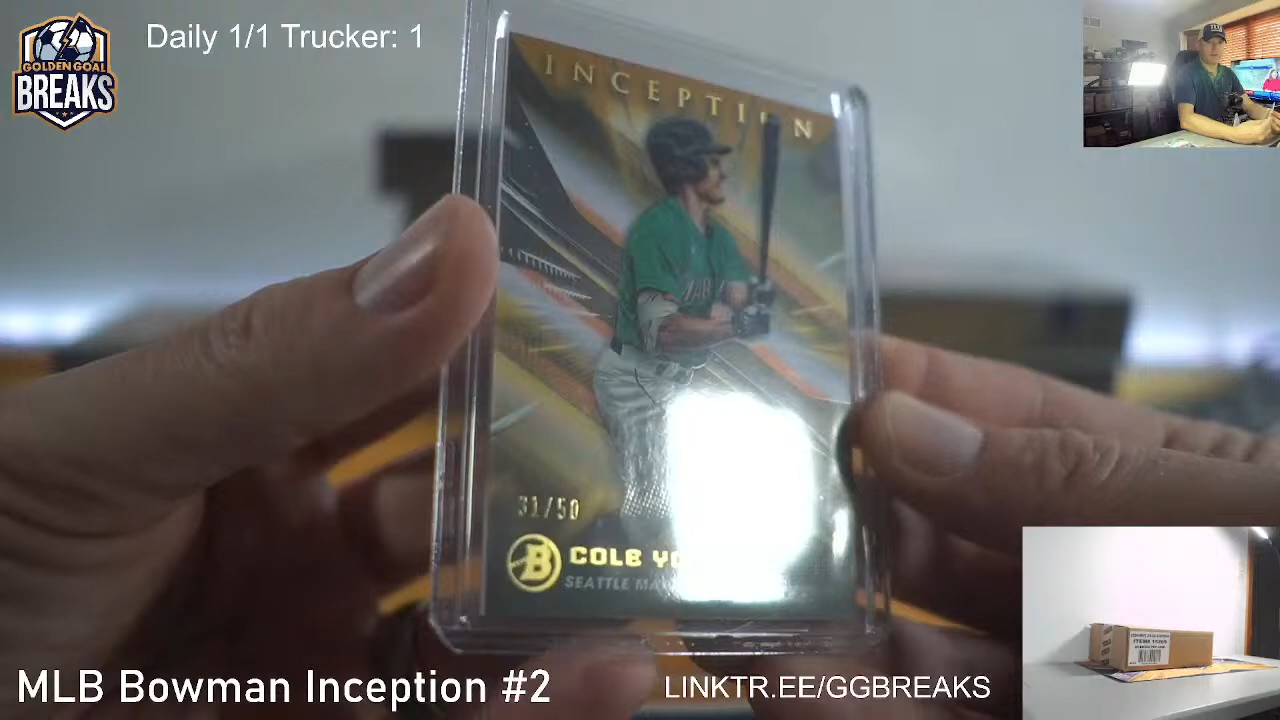 GOLDEN GOAL
BREAKS
Daily 1/1 Trucker: 1
INCEPTION
31/50
B
COLE YO
SEATTLE MA
MLB Bowman Inception #2
LINKTR.EE/GGBREAKS